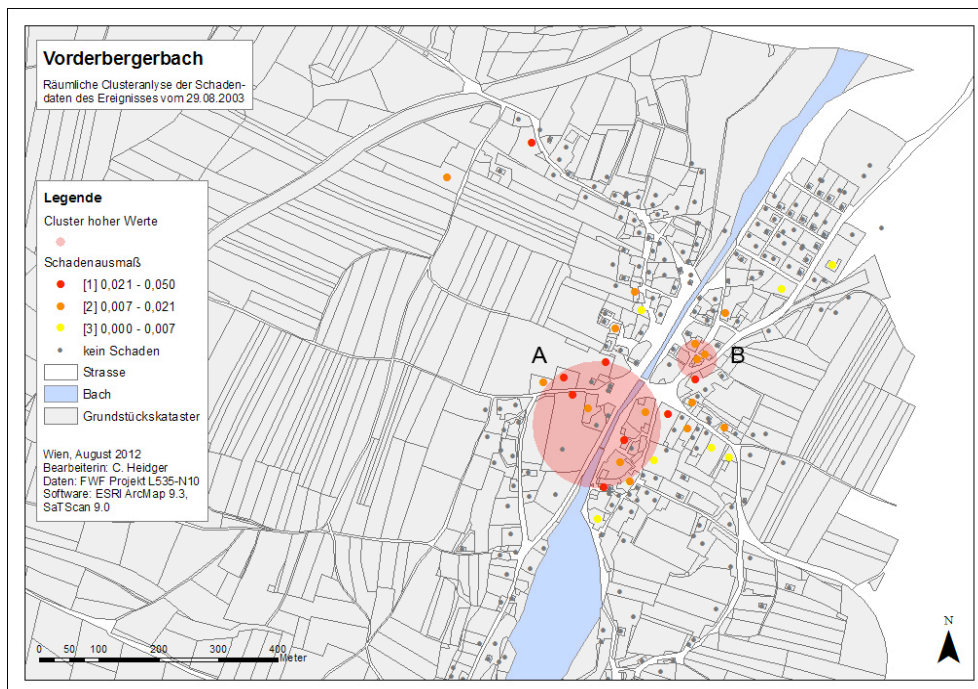 Vorderbergerbach
Räumliche Clusteranalyse der Schaden-
daten des Ereignisses vom 29.08.2003
Legende
Cluster hoher Werte
Schadenausmaß
[1] 0,021 - 0,050
[2] 0,007 - 0,021
[3] 0,000 - 0,007
kein Schaden
Strasse
Bach
Grundstückskataster
Wien, August 2012
Bearbeiterin: C. Heidger
Daten: FWF Projekt L535-N10
Software: ESRI ArcMap 9.3,
SaTScan 9.0
A
B
0 50 100 200 300 400
Meter
N